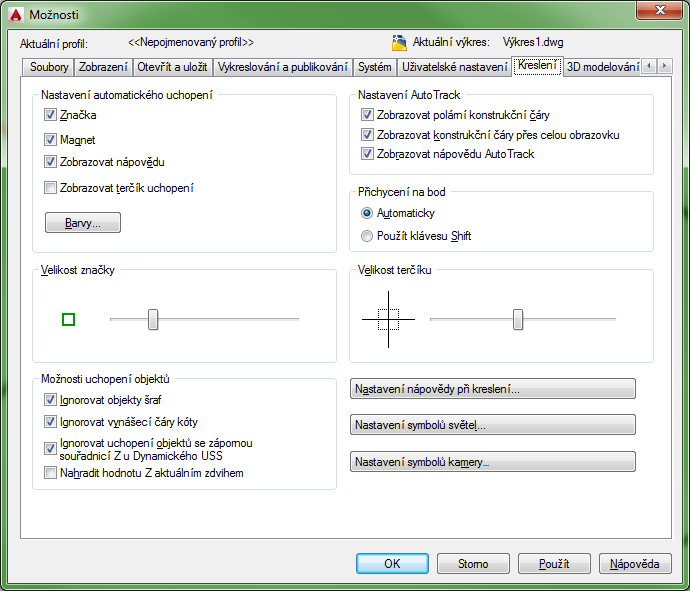 Možnosti
Aktuální profil: <<Nepojmenovaný profil>> Aktuální výkres: Výkres1.dwg
Soubory Zobrazení Otevřít a uložit Vykreslování a publikování Systém Uživatelské nastavení Kreslení 3D modelování
Nastavení automatického uchopení
Značka
Magnet
Zobrazovat nápovědu
Zobrazovat terčík uchopení
Barvy...
Nastavení AutoTrack
Zobrazovat polární konstrukční čáry
Zobrazovat konstrukční čáry přes celou obrazovku
Zobrazovat nápovědu AutoTrack
Přichycení na bod
Automaticky
Použít klávesu Shift
Velikost značky
Velikost terčíku
Možnosti uchopení objektů
Ignorovat objekty šraf
Ignorovat vynášecí čáry kóty
Ignorovat uchopení objektů se zápornou
souřadnicí Z u Dynamického USS
Nahradit hodnotu Z aktuálním zdvihem
Nastavení nápovědy při kreslení...
Nastavení symbolů světel...
Nastavení symbolů kamery...
OK Storno Použít Nápověda